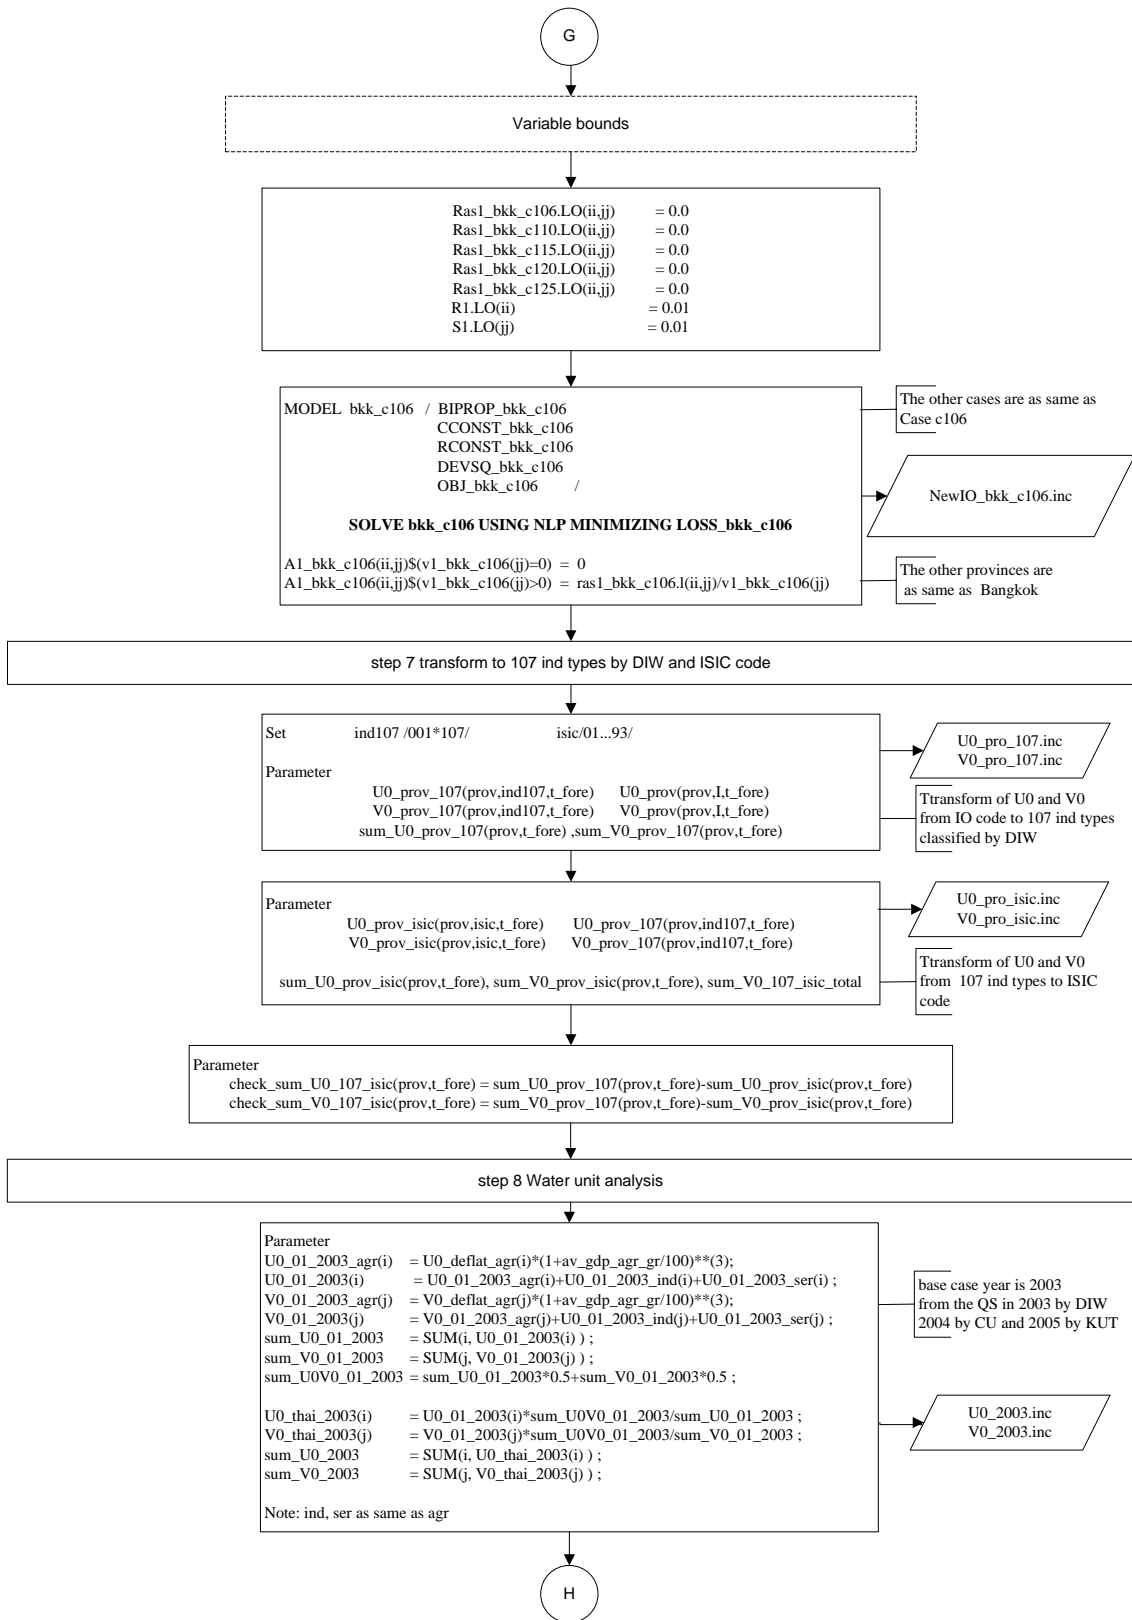 G
Variable bounds
Ras1_bkk_c106.LO(ii,jj) = 0.0
Ras1_bkk_c110.LO(ii,jj) = 0.0
Ras1_bkk_c115.LO(ii,jj) = 0.0
Ras1_bkk_c120.LO(ii,jj) = 0.0
Ras1_bkk_c125.LO(ii,jj) = 0.0
R1.LO(ii) = 0.01
S1.LO(jj) = 0.01
MODEL bkk_c106 / BIPROP_bkk_c106
CCONST_bkk_c106
RCONST_bkk_c106
DEVSQ_bkk_c106
OBJ_bkk_c106 /
SOLVE bkk_c106 USING NLP MINIMIZING LOSS_bkk_c106
A1_bkk_c106(ii,jj)$(v1_bkk_c106(jj)=0) = 0
A1_bkk_c106(ii,jj)$(v1_bkk_c106(jj)>0) = ras1_bkk_c106.l(ii,jj)/v1_bkk_c106(jj)
The other cases are as same as
Case c106
NewIO_bkk_c106.inc
The other provinces are
as same as Bangkok
step 7 transform to 107 ind types by DIW and ISIC code
Set ind107 /001*107/ isic/01...93/
Parameter
U0_prov_107(prov,ind107,t_fore) U0_prov(prov,I,t_fore)
V0_prov_107(prov,ind107,t_fore) V0_prov(prov,I,t_fore)
sum_U0_prov_107(prov,t_fore) ,sum_V0_prov_107(prov,t_fore)
U0_pro_107.inc
V0_pro_107.inc
Ttransform of U0 and V0
from IO code to 107 ind types
classified by DIW
Parameter
U0_prov_isic(prov,isic,t_fore) U0_prov_107(prov,ind107,t_fore)
V0_prov_isic(prov,isic,t_fore) V0_prov_107(prov,ind107,t_fore)
sum_U0_prov_isic(prov,t_fore), sum_V0_prov_isic(prov,t_fore), sum_V0_107_isic_total
U0_pro_isic.inc
V0_pro_isic.inc
Ttransform of U0 and V0
from 107 ind types to ISIC
code
Parameter
check_sum_U0_107_isic(prov,t_fore) = sum_U0_prov_107(prov,t_fore)-sum_U0_prov_isic(prov,t_fore)
check_sum_V0_107_isic(prov,t_fore) = sum_V0_prov_107(prov,t_fore)-sum_V0_prov_isic(prov,t_fore)
step 8 Water unit analysis
Parameter
U0_01_2003_agr(i) = U0_deflat_agr(i)*(1+av_gdp_agr_gr/100)**(3);
U0_01_2003(i) = U0_01_2003_agr(i)+U0_01_2003_ind(i)+U0_01_2003_ser(i) ;
V0_01_2003_agr(j) = V0_deflat_agr(j)*(1+av_gdp_agr_gr/100)**(3);
V0_01_2003(j) = V0_01_2003_agr(j)+U0_01_2003_ind(j)+U0_01_2003_ser(j) ;
sum_U0_01_2003 = SUM(i, U0_01_2003(i) ) ;
sum_V0_01_2003 = SUM(j, V0_01_2003(j) ) ;
sum_U0V0_01_2003 = sum_U0_01_2003*0.5+sum_V0_01_2003*0.5 ;
U0_thai_2003(i) = U0_01_2003(i)*sum_U0V0_01_2003/sum_U0_01_2003 ;
V0_thai_2003(j) = V0_01_2003(j)*sum_U0V0_01_2003/sum_V0_01_2003 ;
sum_U0_2003 = SUM(i, U0_thai_2003(i) ) ;
sum_V0_2003 = SUM(j, V0_thai_2003(j) ) ;
Note: ind, ser as same as agr
base case year is 2003
from the QS in 2003 by DIW
2004 by CU and 2005 by KUT
U0_2003.inc
V0_2003.inc
H